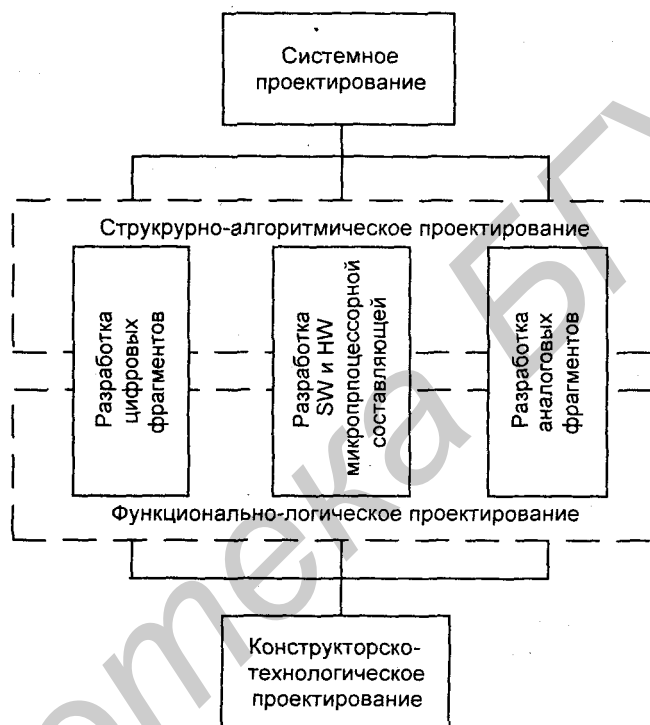 Системное
проектирование
Струкрурно-алгоритмическое проектирование
Разработка
цифровых
фрагментов
Разработка
SW и HW
микропрпоцессорной
составляющей
Разработка
аналоговых
фрагментов
Функционально-логическое проектирование
Конструкторско-
технологическое
проектирование